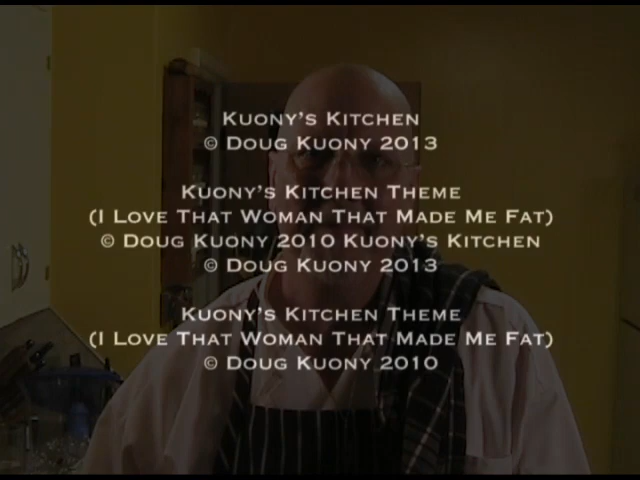 Kuony's Kitchen
© Doug Kuony 2013
Kuony's Kitchen Theme
(I Love That Woman That Made Me Fat)
© Doug Kuony 2010 Kuony's Kitchen
© Doug Kuony 2013
Kuony's Kitchen Theme
(I Love That Woman That Made Me Fat)
© Doug Kuony 2010